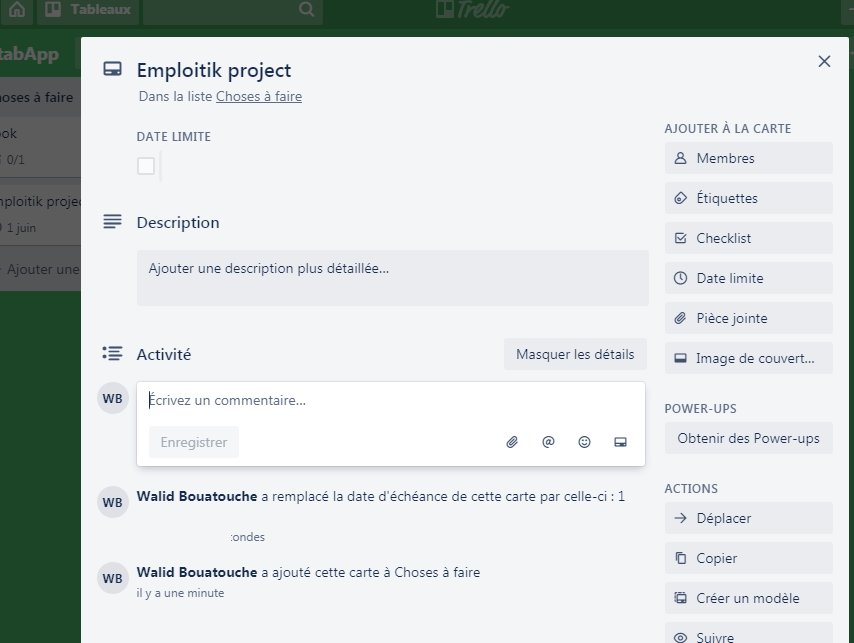 Tableaux
Trello
tabApp
hoses à faire
ook
0/1
mploitik projec
1 juin
Ajouter une
Emploitik project
Dans la liste Choses à faire
DATE LIMITE
Description
Ajouter une description plus détaillée…
Activité
Masquer les détails
WB
Écrivez un commentaire…
Enregistrer
WB
Walid Bouatouche a remplacé la date d'échéance de cette carte par celle-ci : 1
:ondes
WB
Walid Bouatouche a ajouté cette carte à Choses à faire
il y a une minute
AJOUTER À LA CARTE
Membres
Étiquettes
Checklist
Date limite
Pièce jointe
Image de couvert…
POWER-UPS
Obtenir des Power-ups
ACTIONS
Déplacer
Copier
Créer un modèle
Suivre